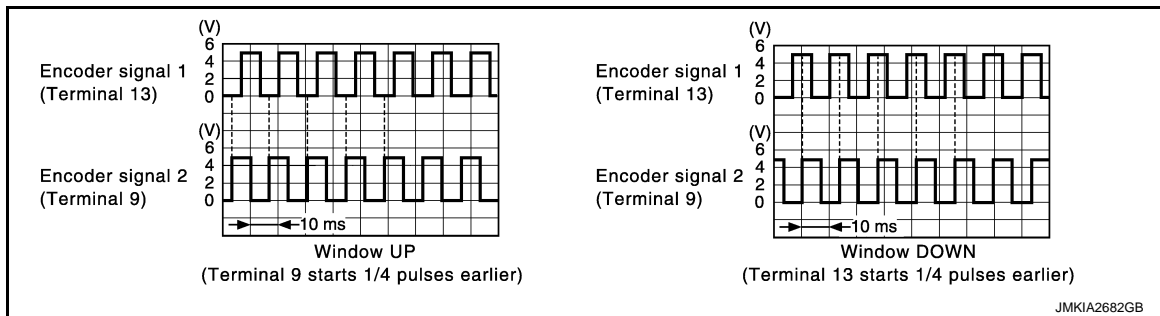 (V)
6
4
2
0
Encoder signal 1
(Terminal 13)
(V)
6
4
2
0
Encoder signal 2
(Terminal 9)
10 ms
Window UP
(Terminal 9 starts 1/4 pulses earlier)
(V)
6
4
2
0
Encoder signal 1
(Terminal 13)
(V)
6
4
2
0
Encoder signal 2
(Terminal 9)
10 ms
Window DOWN
(Terminal 13 starts 1/4 pulses earlier)
JMKIA2682GB